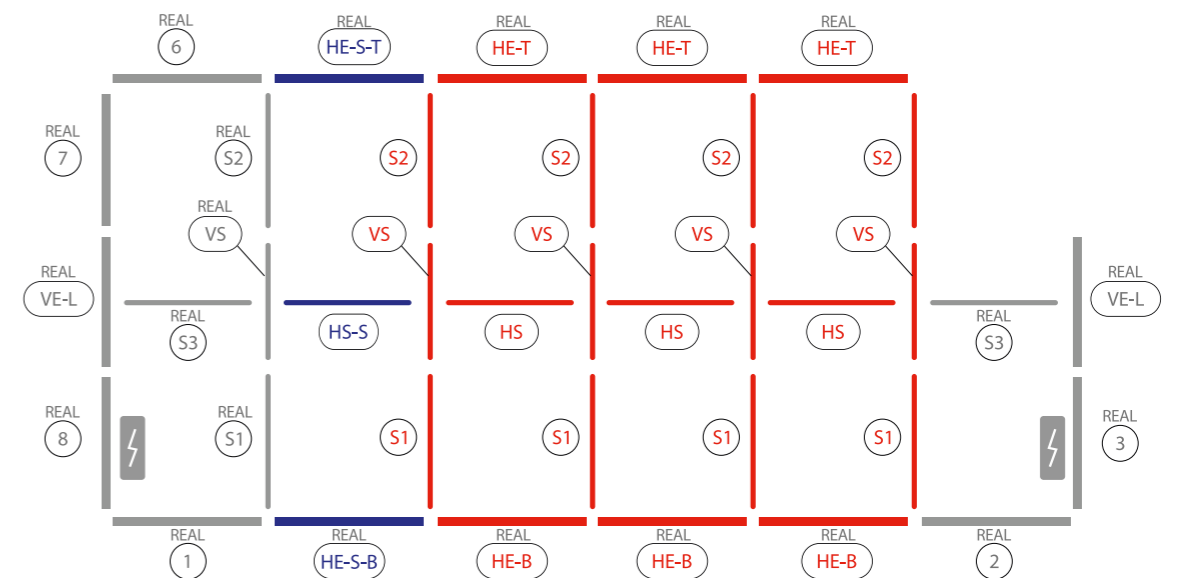 REAL REAL REAL REAL REAL
6 HE-S-T HE-T HE-T HE-T
REAL REAL
7 S2 S2 S2 S2 S2
REAL
VS VS VS VS VS
REAL REAL
VE-L VE-L
REAL REAL
S3 HS-S HS HS HS S3
REAL REAL REAL
8 S1 S1 S1 S1 S1 3
REAL REAL REAL REAL REAL REAL
1 HE-S-B HE-B HE-B HE-B 2